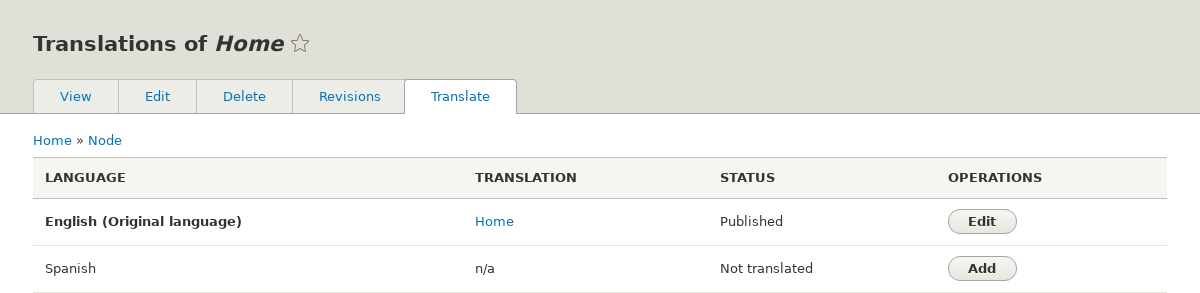 Translations of Home
View Edit Delete Revisions Translate
Home » Node
LANGUAGE TRANSLATION STATUS OPERATIONS
English (Original language) Home Published Edit
Spanish n/a Not translated Add